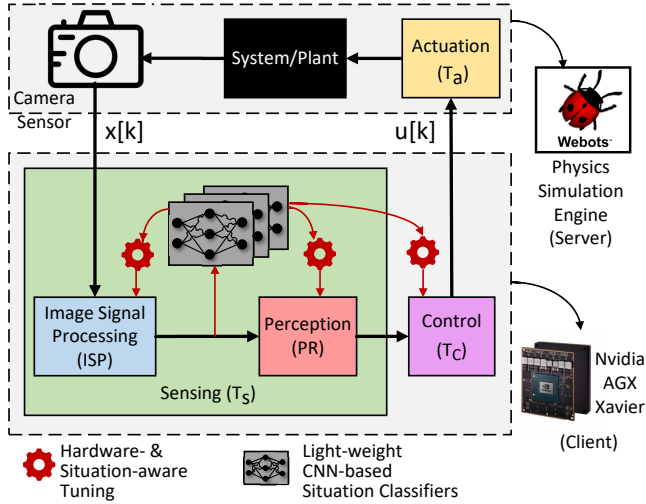 Camera
Sensor
System/Plant
Actuation
(Ta)
x[k]
u[k]
Webots™
Physics
Simulation
Engine
(Server)
Image Signal
Processing
(ISP)
Perception
(PR)
Control
(TC)
Sensing (TS)
Nvidia
AGX
Xavier
(Client)
Hardware- &
Situation-aware
Tuning
Light-weight
CNN-based
Situation Classifiers